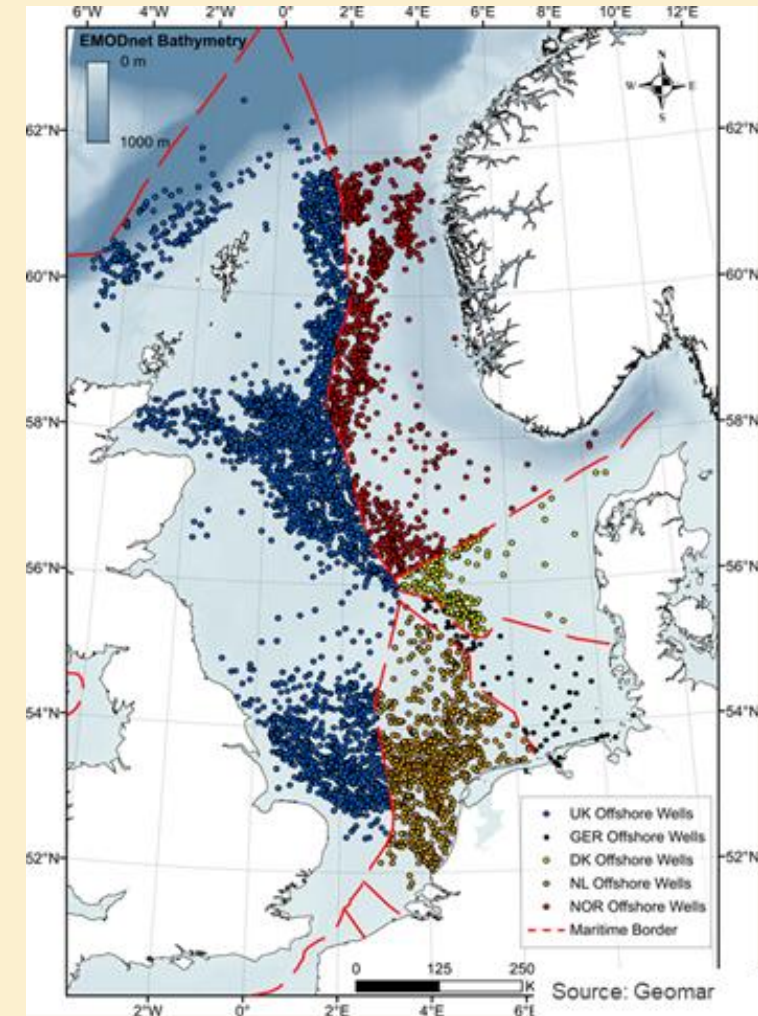 6°W 4°W 2°W 0° 2°E 4°E 6°E 8°E 10°E 12°E
EMODnet Bathymetry
0 m
1000 m
N
W E
S
62°N 62°N
60°N 60°N
58°N 58°N
56°N 56°N
54°N 54°N
52°N 52°N
UK Offshore Wells
GER Offshore Wells
DK Offshore Wells
NL Offshore Wells
NOR Offshore Wells
Maritime Border
0 125 250
K
Source: Geomar
2°W 0° 2°E 4°E 6°E